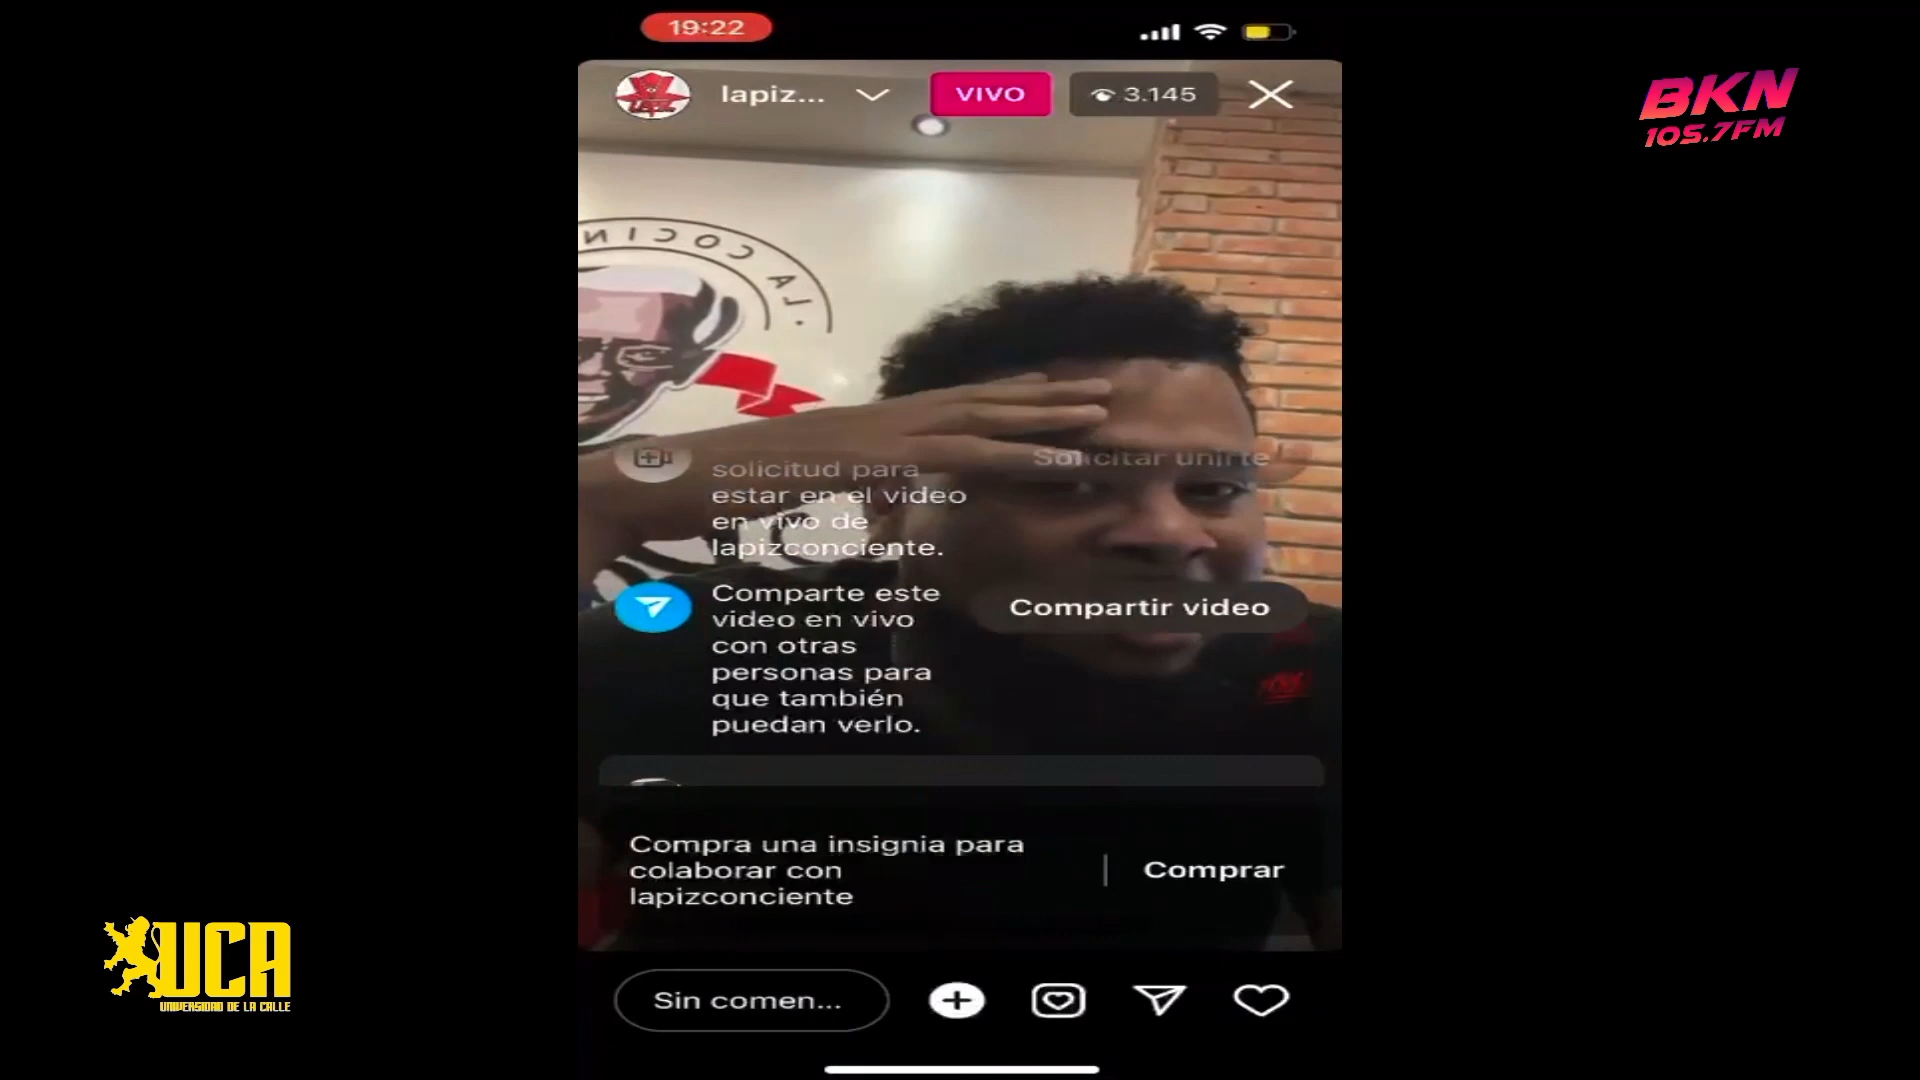 19:22
lapiz...
VIVO
3.145
BKN
105.7FM
LA COCIN
solicitud para
estar en el video
en vivo de
lapizconciente.
Solicitar unirte
Comparte este
video en vivo
con otras
personas para
que también
puedan verlo.
Compartir video
Compra una insignia para
colaborar con
lapizconciente
Comprar
UCA
UNIVERSIDAD DE LA CALLE
Sin comen...